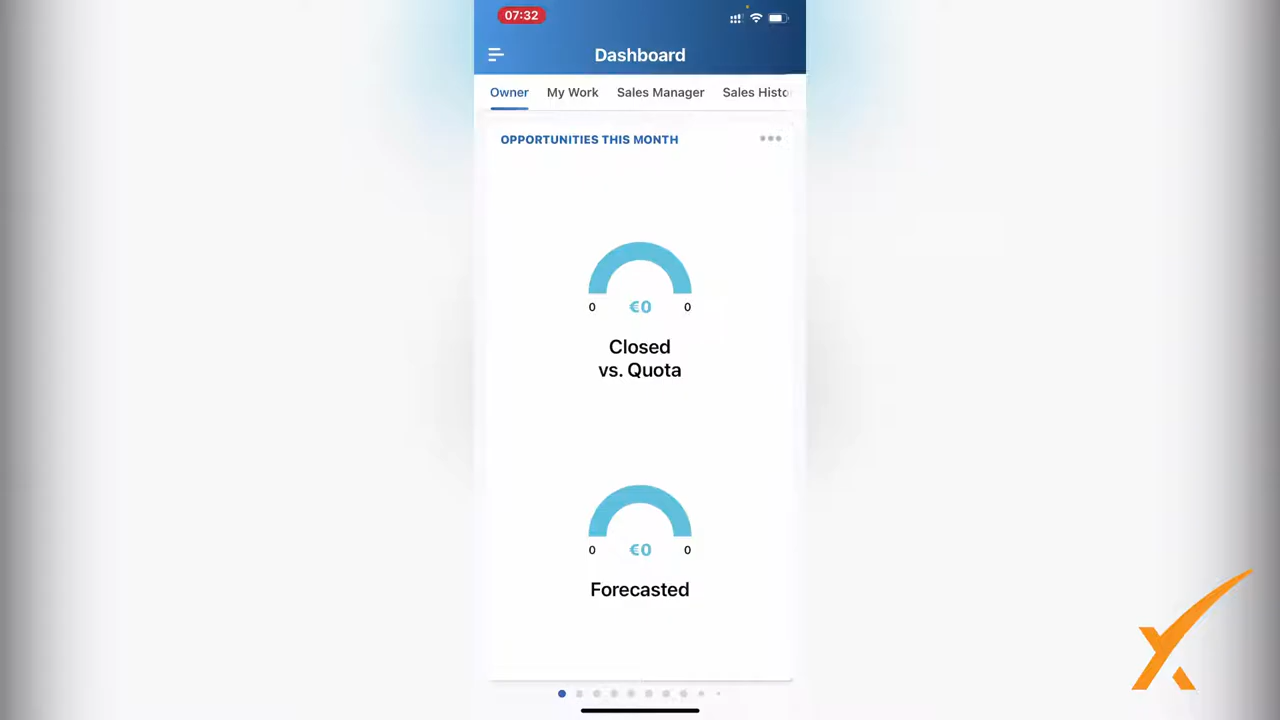 07:32
Dashboard
Owner My Work Sales Manager Sales Histo
OPPORTUNITIES THIS MONTH
0 €0 0
Closed
vs. Quota
0 €0 0
Forecasted